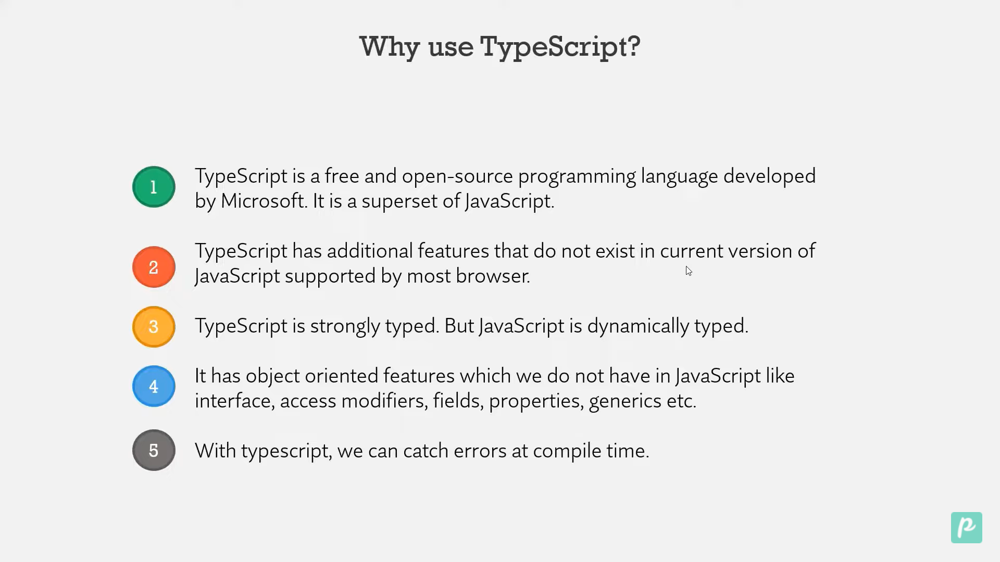 Why use TypeScript?
1
TypeScript is a free and open-source programming language developed
by Microsoft. It is a superset of JavaScript.
2
TypeScript has additional features that do not exist in current version of
JavaScript supported by most browser.
3
TypeScript is strongly typed. But JavaScript is dynamically typed.
4
It has object oriented features which we do not have in JavaScript like
interface, access modifiers, fields, properties, generics etc.
5
With typescript, we can catch errors at compile time.
p